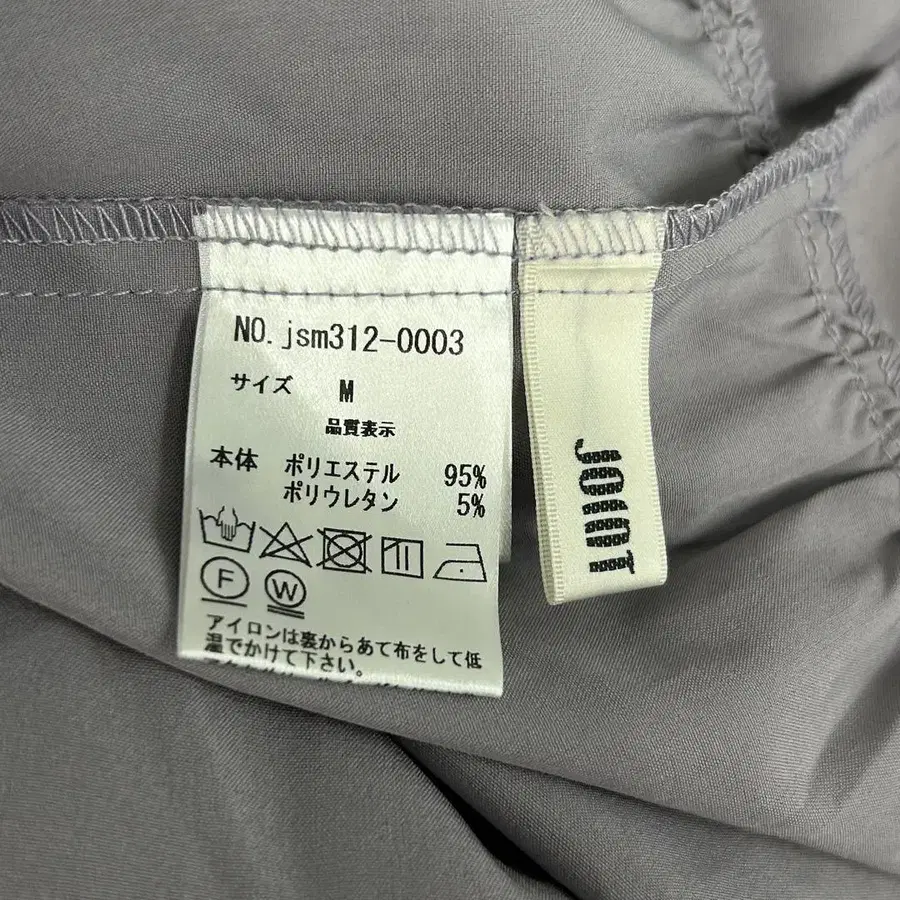 NO. jsm312-0003
サイズ M
品質表示
本体 ポリエステル 95%
ポリウレタン 5%
F W
アイロンは裏からあて布をして低
温でかけて下さい。
JOINT